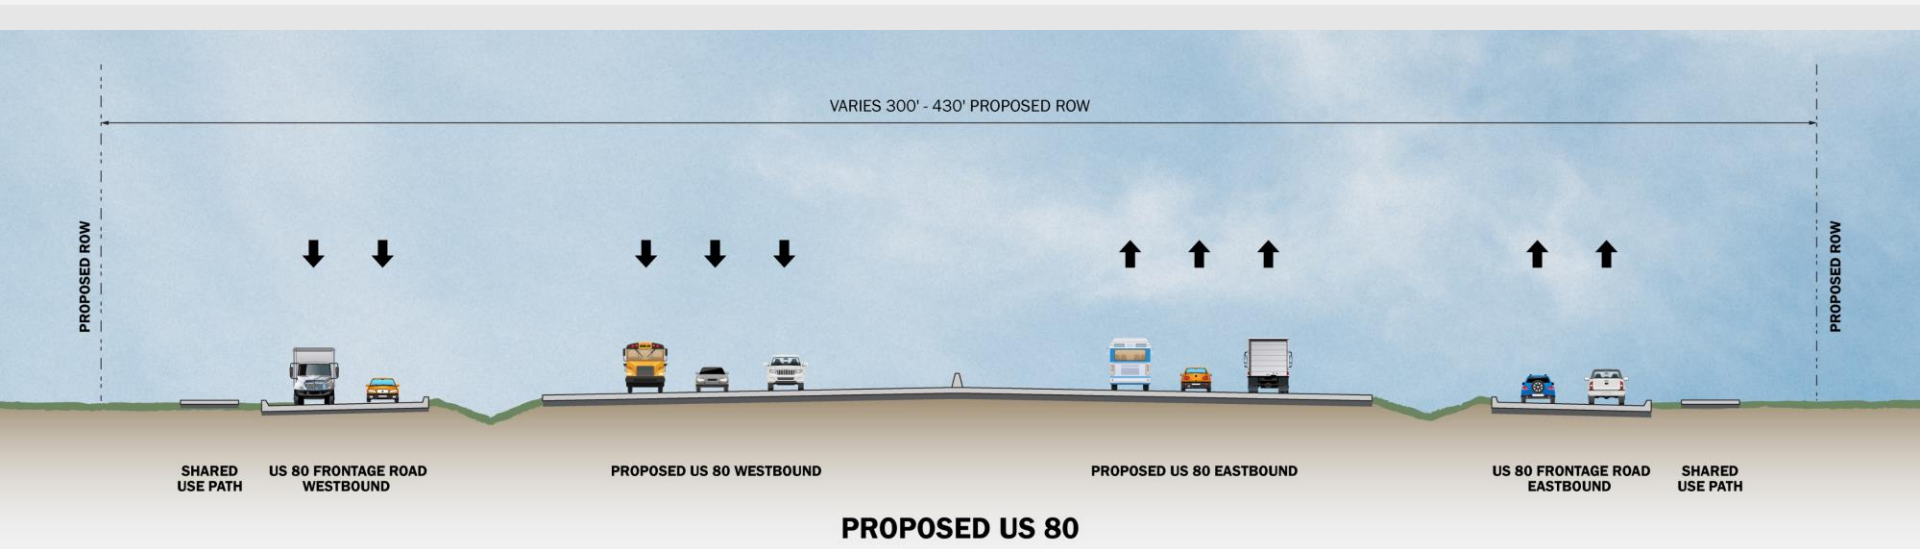 VARIES 300' - 430' PROPOSED ROW
PROPOSED ROW
PROPOSED ROW
SHARED
USE PATH
US 80 FRONTAGE ROAD
WESTBOUND
PROPOSED US 80 WESTBOUND
PROPOSED US 80 EASTBOUND
US 80 FRONTAGE ROAD
EASTBOUND
SHARED
USE PATH
PROPOSED US 80